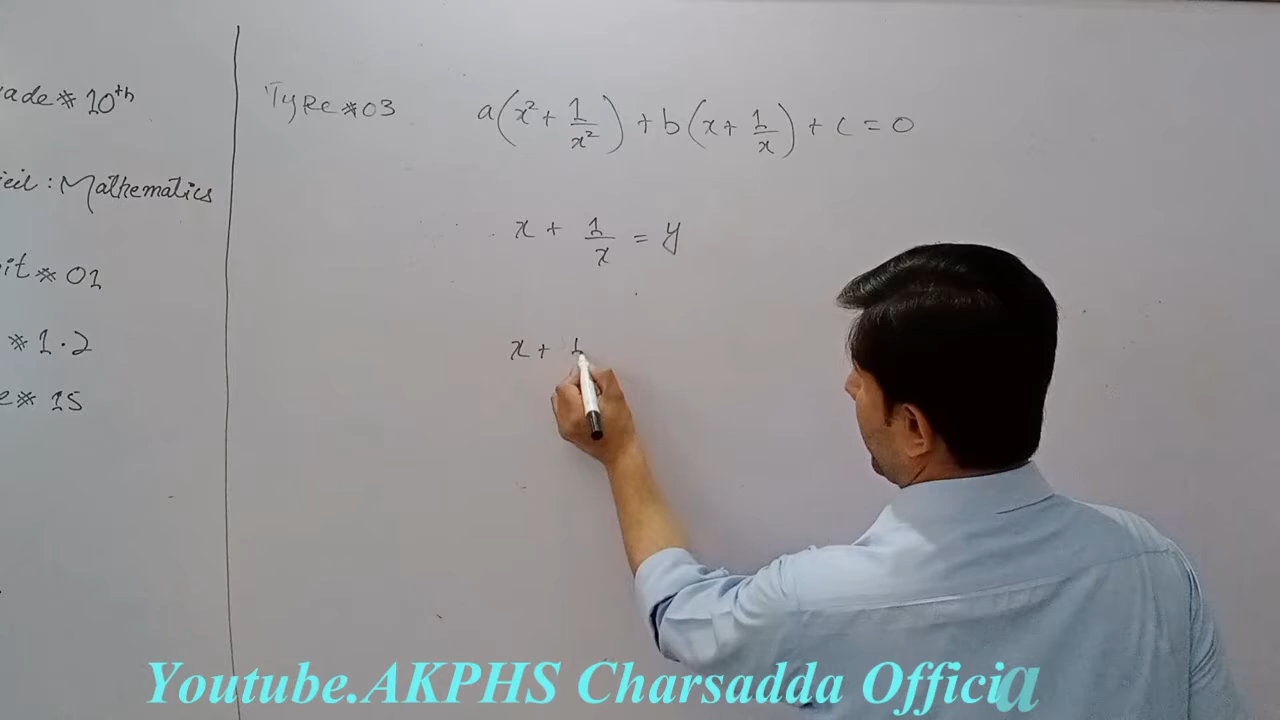 ade # 10th
: Mathematics
it # 01
# 1.2
# 15
Type # 03 a(x² + 1/x²) + b(x + 1/x) + c = 0
x + 1/x = y
x + 1
Youtube.AKPHS Charsadda Officia